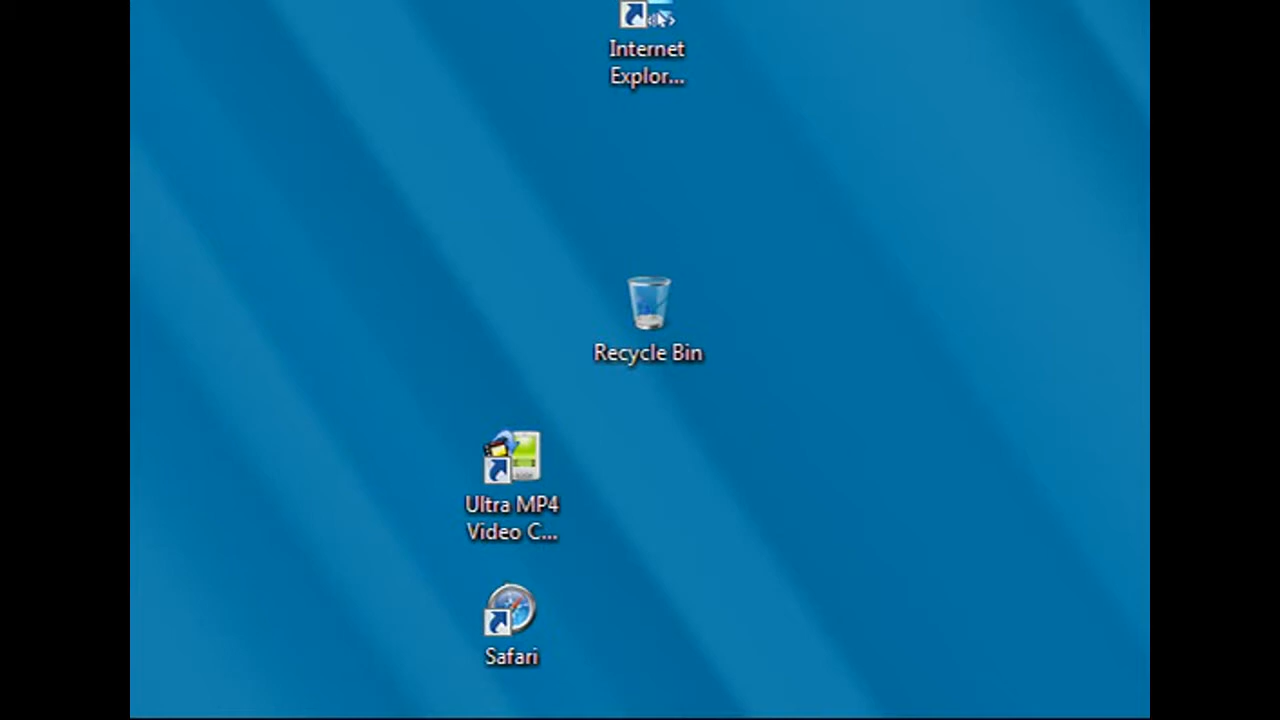 Internet
Explor...
Recycle Bin
Ultra MP4
Video C...
Safari